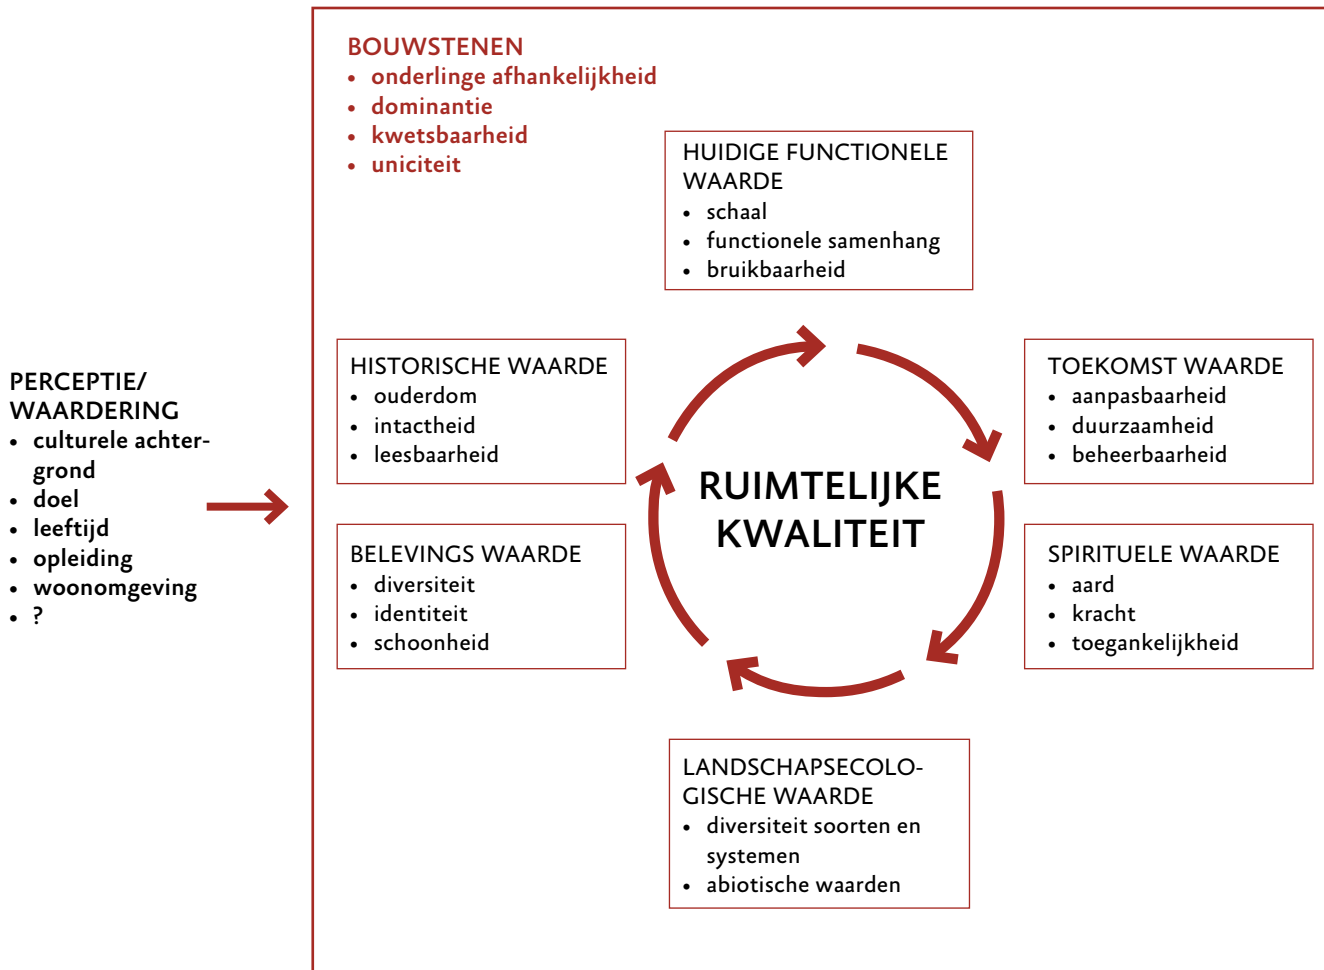 BOUWSTENEN
• onderlinge afhankelijkheid
• dominantie
• kwetsbaarheid
• uniciteit
HUIDIGE FUNCTIONELE
WAARDE
• schaal
• functionele samenhang
• bruikbaarheid
PERCEPTIE/
WAARDERING
• culturele achter-
grond
• doel
• leeftijd
• opleiding
• woonomgeving
• ?
HISTORISCHE WAARDE
• ouderdom
• intactheid
• leesbaarheid
TOEKOMST WAARDE
• aanpasbaarheid
• duurzaamheid
• beheerbaarheid
RUIMTELIJKE
KWALITEIT
BELEVINGS WAARDE
• diversiteit
• identiteit
• schoonheid
SPIRITUELE WAARDE
• aard
• kracht
• toegankelijkheid
LANDSCHAPSECOLO-
GISCHE WAARDE
• diversiteit soorten en
systemen
• abiotische waarden